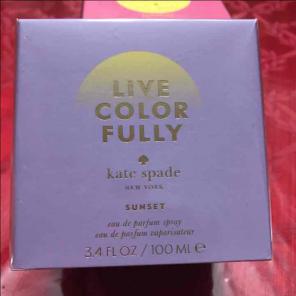 LiVE
COLOR
FULLY
kate spade
NEW YORK
SUNSET
eau de parfum spray
eau de parfum vaporisateur
3.4 FL OZ / 100 ML ℮